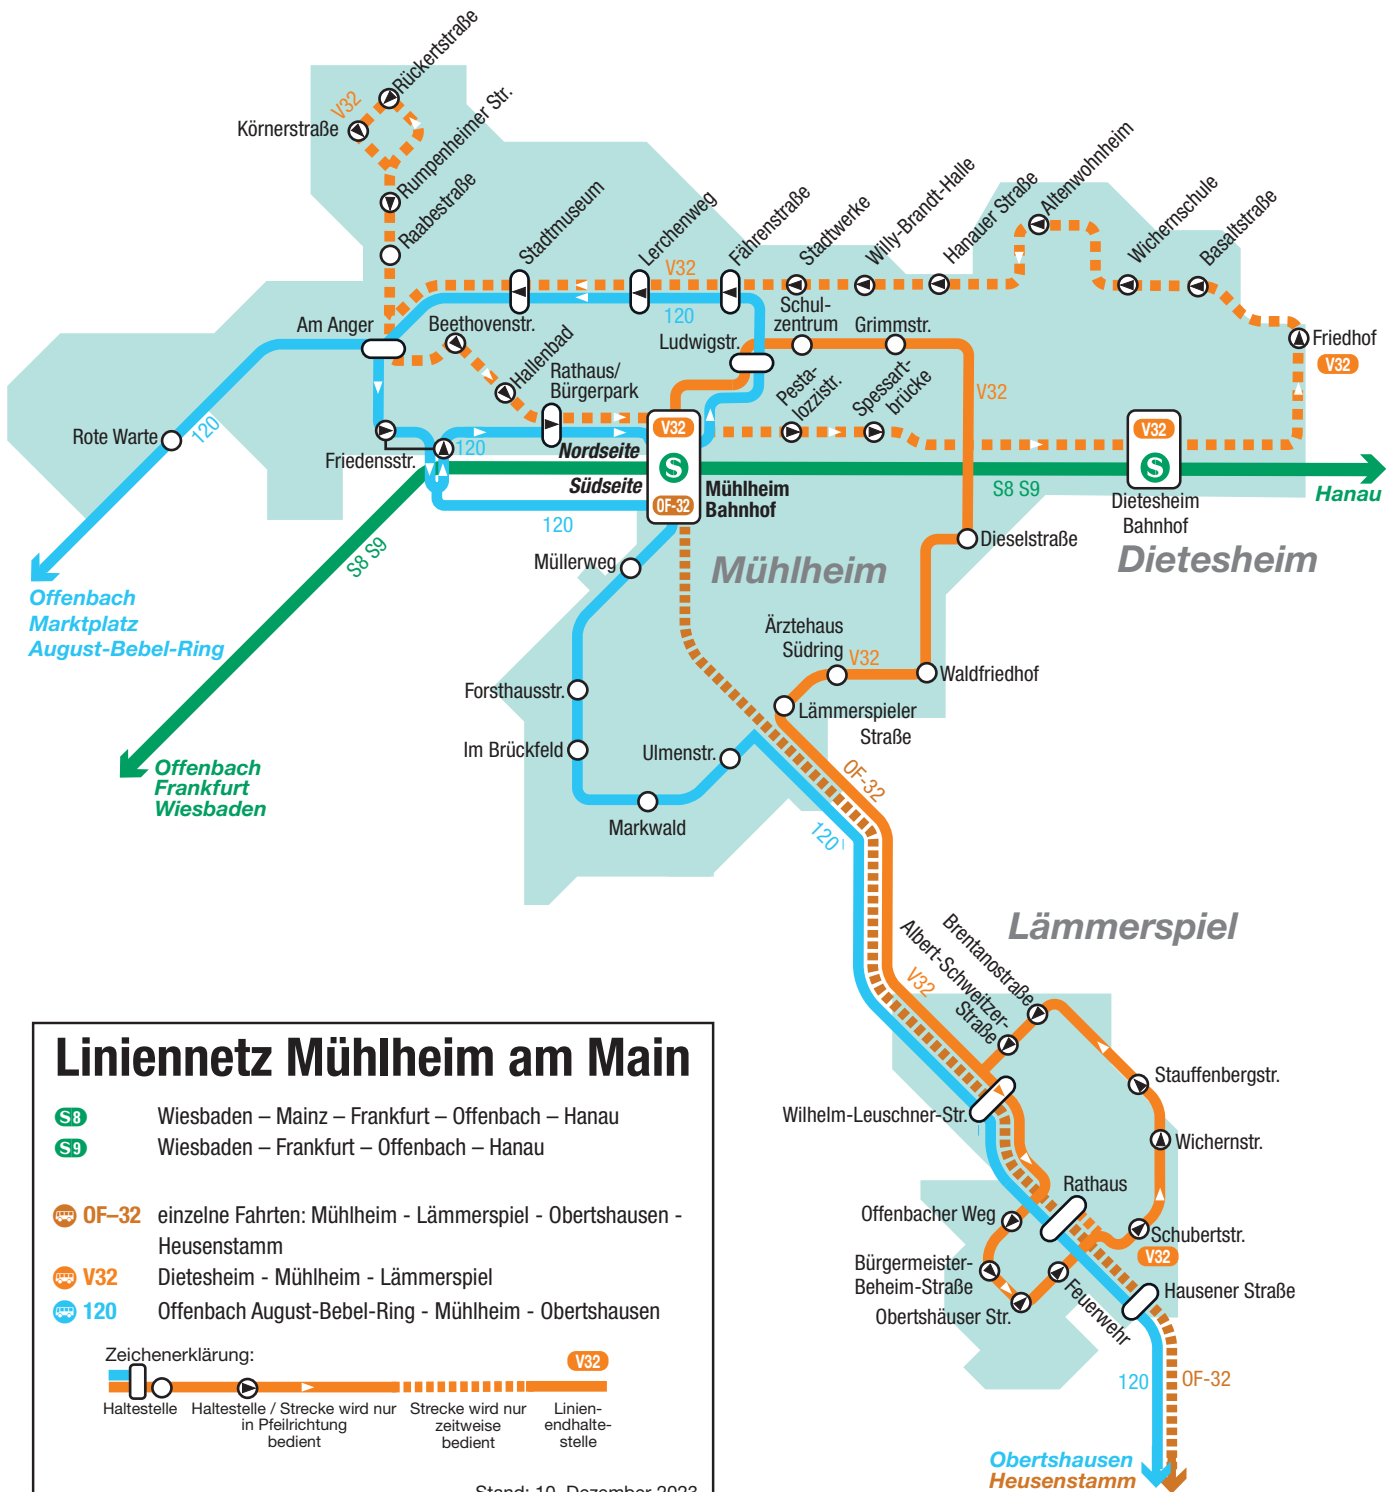 Rückertstraße
V32
Körnerstraße
Rumpenheimer Str.
Raabestraße
Stadtmuseum
Lerchenweg
Fährenstraße
Stadtwerke
Willy-Brandt-Halle
Hanauer Straße
Altenwohnheim
Wichernschule
Basaltstraße
V32
120
Am Anger
Beethovenstr.
Hallenbad
Rathaus/
Bürgerpark
Ludwigstr.
Schul-
zentrum
Grimmstr.
Friedhof
V32
V32
Pesta-
lozzistr.
Spessart-
brücke
Rote Warte
120
Friedensstr.
120
Nordseite
Südseite
V32
S
OF-32
Mühlheim
Bahnhof
V32
S
Dietesheim
Bahnhof
S8 S9
Hanau
120
S8 S9
Müllerweg
Mühlheim
Dieselstraße
Dietesheim
Offenbach
Marktplatz
August-Bebel-Ring
Ärztehaus
Südring
V32
Waldfriedhof
Forsthausstr.
Lämmerspieler
Straße
Im Brückfeld
Ulmenstr.
Offenbach
Frankfurt
Wiesbaden
Markwald
OF-32
120
Lämmerspiel
Brentanostraße
Albert-Schweitzer-
Straße
V32
Stauffenbergstr.
Wilhelm-Leuschner-Str.
Wichernstr.
Rathaus
Offenbacher Weg
Schubertstr.
V32
Bürgermeister-
Beheim-Straße
Obertshäuser Str.
Feuerwehr
Hausener Straße
120
OF-32
Obertshausen
Heusenstamm
Liniennetz Mühlheim am Main
S8 Wiesbaden – Mainz – Frankfurt – Offenbach – Hanau
S9 Wiesbaden – Frankfurt – Offenbach – Hanau
OF–32 einzelne Fahrten: Mühlheim - Lämmerspiel - Obertshausen -
Heusenstamm
V32 Dietesheim - Mühlheim - Lämmerspiel
120 Offenbach August-Bebel-Ring - Mühlheim - Obertshausen
Zeichenerklärung:
V32
Haltestelle
Haltestelle / Strecke wird nur
in Pfeilrichtung
bedient
Strecke wird nur
zeitweise
bedient
Linien-
endhalte-
stelle
Stand: 10. Dezember 2023